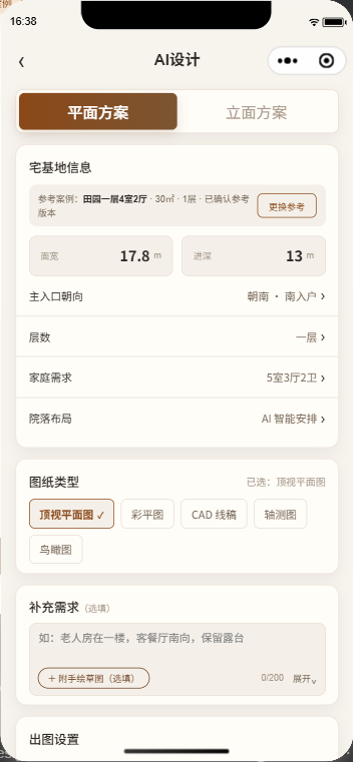 16:38
AI设计
平面方案
立面方案
宅基地信息
参考案例：田园一层4室2厅 · 30㎡ · 1层 · 已确认参考
版本
更换参考
面宽 17.8 m
进深 13 m
主入口朝向 朝南 · 南入户 ›
层数 一层 ›
家庭需求 5室3厅2卫 ›
院落布局 AI 智能安排 ›
图纸类型 已选：顶视平面图
顶视平面图 ✓ 彩平图 CAD 线稿 轴测图
鸟瞰图
补充需求（选填）
如：老人房在一楼，客餐厅南向，保留露台
＋ 附手绘草图（选填） 0/200 展开
出图设置